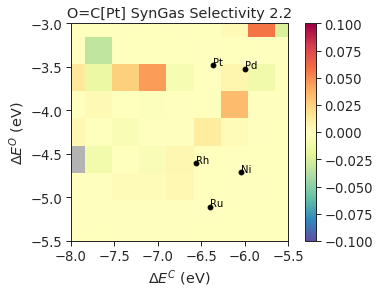 O=C[Pt] SynGas Selectivity 2.2
−3.0
−3.5
−4.0
−4.5
−5.0
−5.5
ΔE^O (eV)
Pt
Pd
Rh
Ni
Ru
−8.0 −7.5 −7.0 −6.5 −6.0 −5.5
ΔE^C (eV)
0.100
0.075
0.050
0.025
0.000
−0.025
−0.050
−0.075
−0.100